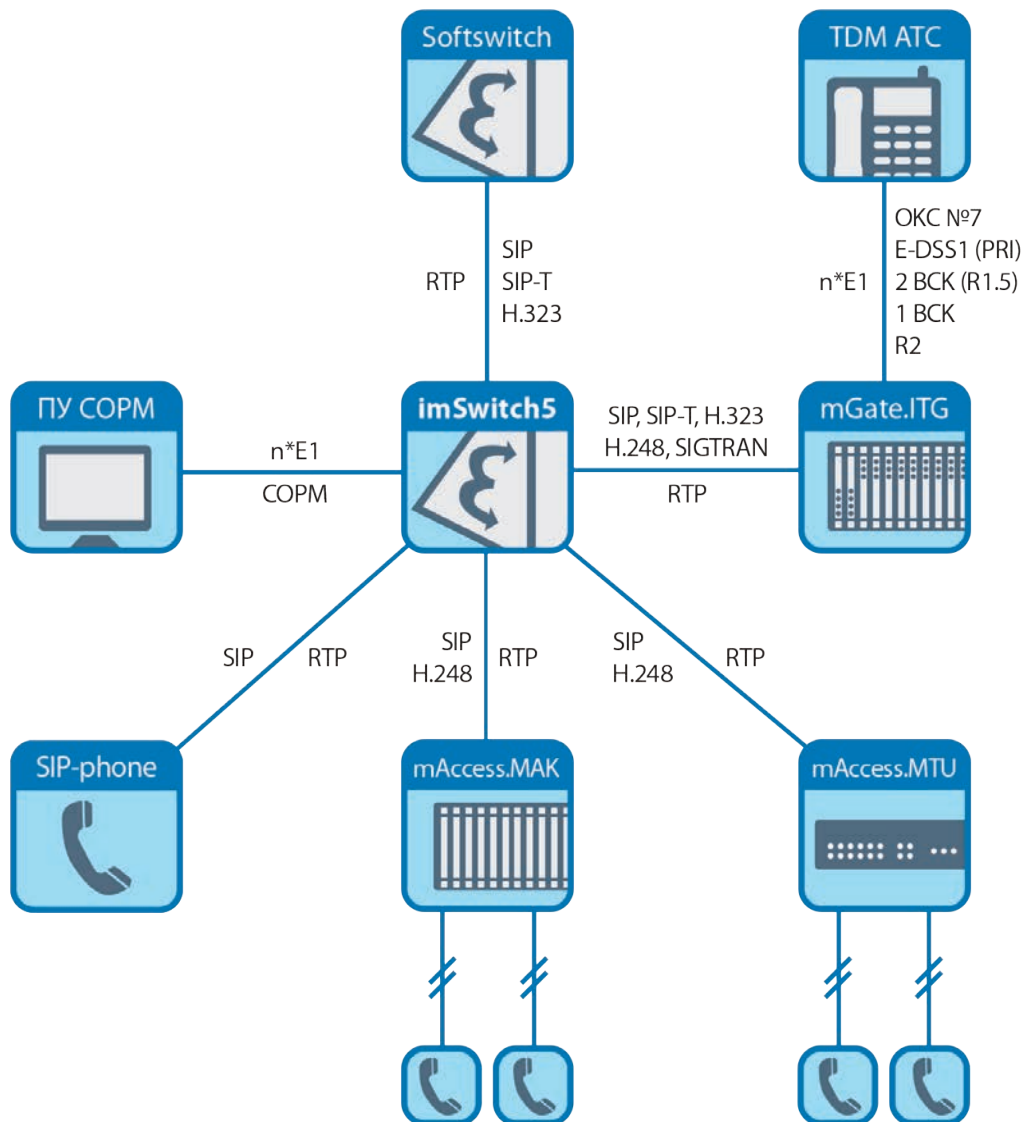 Softswitch
TDM АТС
RTP
SIP
SIP-T
H.323
n*E1
ОКС №7
E-DSS1 (PRI)
2 ВСК (R1.5)
1 ВСК
R2
ПУ СОРМ
n*E1
СОРМ
imSwitch5
SIP, SIP-T, H.323
H.248, SIGTRAN
RTP
mGate.ITG
SIP
RTP
SIP
H.248
RTP
SIP
H.248
RTP
SIP-phone
mAccess.MAK
mAccess.MTU